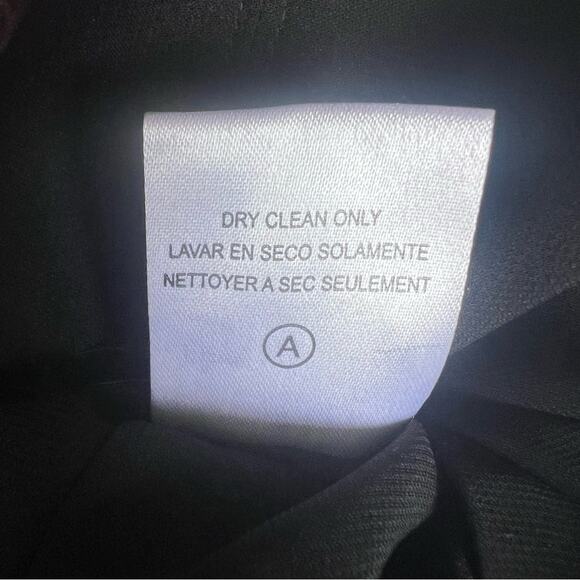 DRY CLEAN ONLY
LAVAR EN SECO SOLAMENTE
NETTOYER A SEC SEULEMENT
A